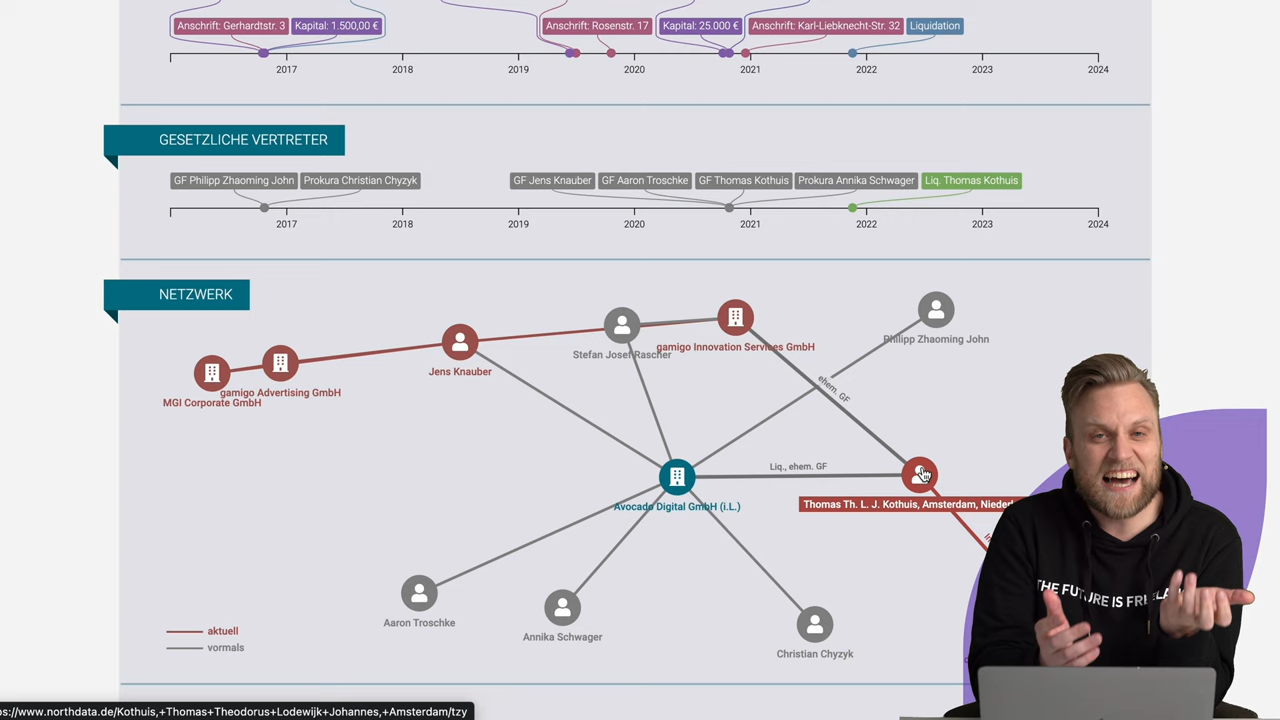 Anschrift: Gerhardtstr. 3 Kapital: 1.500,00 € Anschrift: Rosenstr. 17 Kapital: 25.000 € Anschrift: Karl-Liebknecht-Str. 32 Liquidation
2017 2018 2019 2020 2021 2022 2023 2024
GESETZLICHE VERTRETER
GF Philipp Zhaoming John Prokura Christian Chyzyk GF Jens Knauber GF Aaron Troschke GF Thomas Kothuis Prokura Annika Schwager Liq. Thomas Kothuis
2017 2018 2019 2020 2021 2022 2023 2024
NETZWERK
Philipp Zhaoming John
gamigo Innovation Services GmbH
Stefan Josef Rascher
Jens Knauber
gamigo Advertising GmbH
MGI Corporate GmbH
ehem. GF
Liq., ehem. GF
Thomas Th. L. J. Kothuis, Amsterdam,
Avocado Digital GmbH (i.L.)
THE FUTURE IS
Aaron Troschke
Annika Schwager
Christian Chyzyk
aktuell
vormals
ps://www.northdata.de/Kothuis,+Thomas+Theodorus+Lodewijk+Johannes,+Amsterdam/tzy